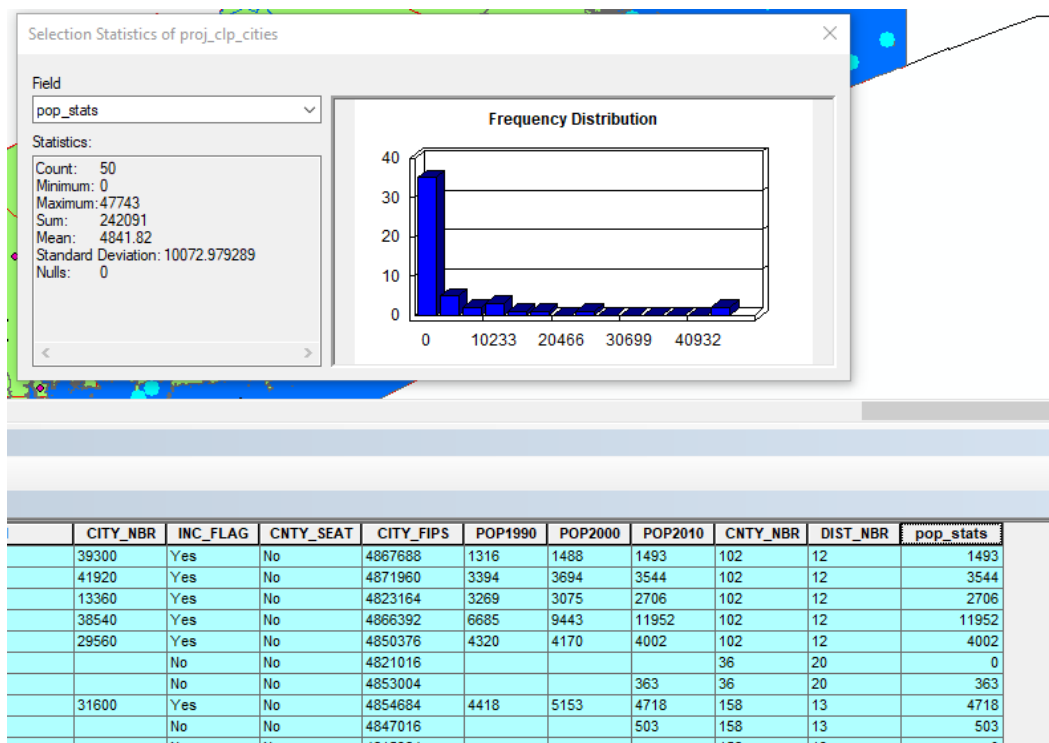 Selection Statistics of proj_clp_cities
Field
pop_stats
Statistics:
Count: 50
Minimum: 0
Maximum: 47743
Sum: 242091
Mean: 4841.82
Standard Deviation: 10072.979289
Nulls: 0
Frequency Distribution
40
30
20
10
0
0 10233 20466 30699 40932
CITY_NBR INC_FLAG CNTY_SEAT CITY_FIPS POP1990 POP2000 POP2010 CNTY_NBR DIST_NBR pop_stats
39300 Yes No 4867688 1316 1488 1493 102 12 1493
41920 Yes No 4871960 3394 3694 3544 102 12 3544
13360 Yes No 4823164 3269 3075 2706 102 12 2706
38540 Yes No 4866392 6685 9443 11952 102 12 11952
29560 Yes No 4850376 4320 4170 4002 102 12 4002
No No 4821016 36 20 0
No No 4853004 363 36 20 363
31600 Yes No 4854684 4418 5153 4718 158 13 4718
No No 4847016 503 158 13 503